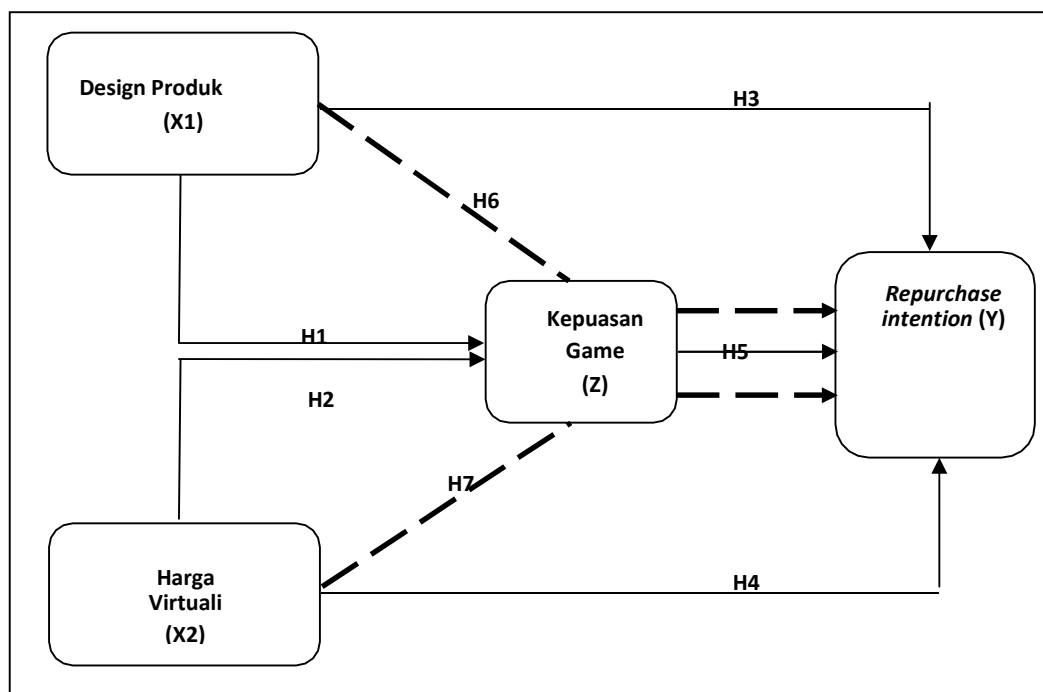 Design Produk
(X1)
H3
H6
Repurchase
intention (Y)
Kepuasan
Game
(Z)
H1
H5
H2
H7
Harga
Virtuali
(X2)
H4